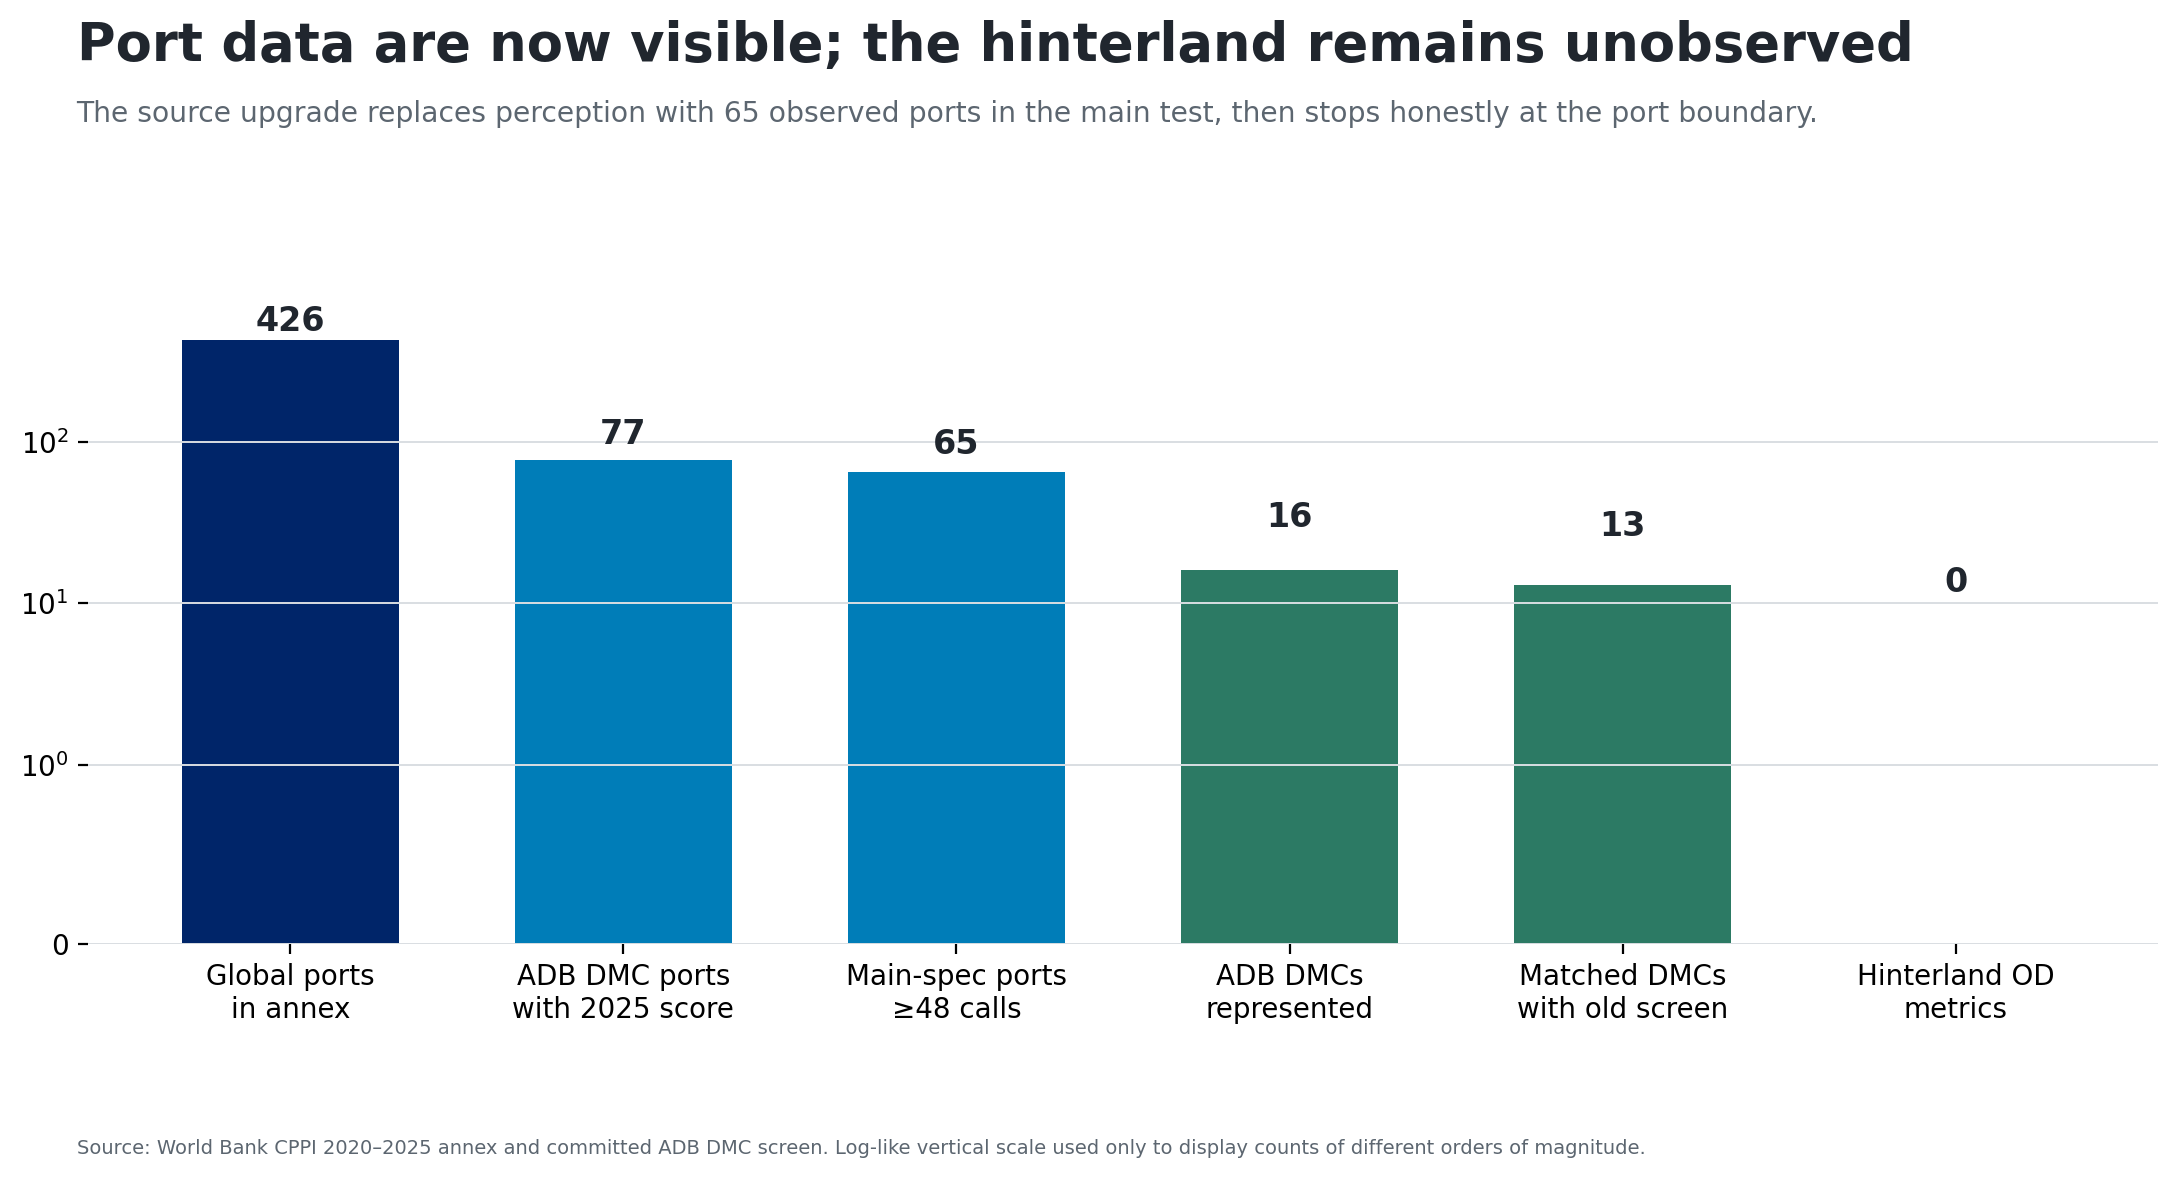 Port data are now visible; the hinterland remains unobserved
The source upgrade replaces perception with 65 observed ports in the main test, then stops honestly at the port boundary.
426
77
65
16
13
0
10²
10¹
10⁰
0
Global ports
in annex
ADB DMC ports
with 2025 score
Main-spec ports
≥48 calls
ADB DMCs
represented
Matched DMCs
with old screen
Hinterland OD
metrics
Source: World Bank CPPI 2020–2025 annex and committed ADB DMC screen. Log-like vertical scale used only to display counts of different orders of magnitude.